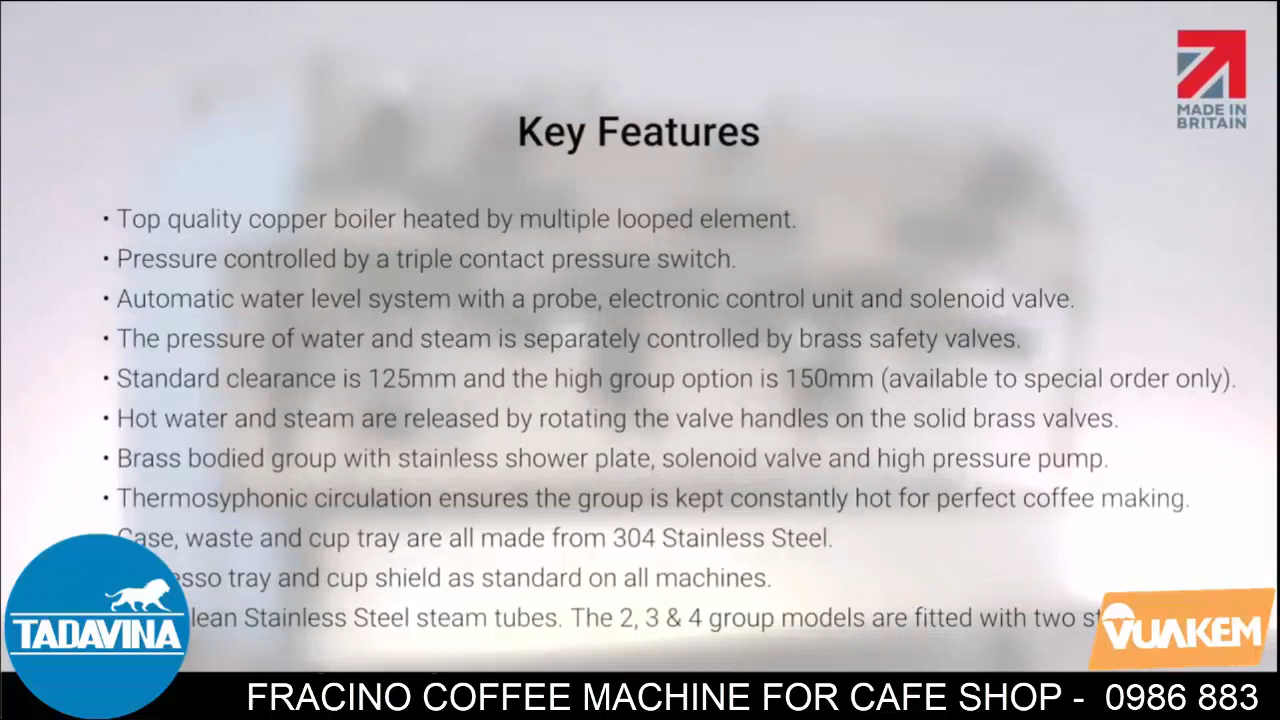 MADE IN
BRITAIN
Key Features
• Top quality copper boiler heated by multiple looped element.
• Pressure controlled by a triple contact pressure switch.
• Automatic water level system with a probe, electronic control unit and solenoid valve.
• The pressure of water and steam is separately controlled by brass safety valves.
• Standard clearance is 125mm and the high group option is 150mm (available to special order only).
• Hot water and steam are released by rotating the valve handles on the solid brass valves.
• Brass bodied group with stainless shower plate, solenoid valve and high pressure pump.
• Thermosyphonic circulation ensures the group is kept constantly hot for perfect coffee making.
Case, waste and cup tray are all made from 304 Stainless Steel.
tray and cup shield as standard on all machines.
Stainless Steel steam tubes. The 2, 3 & 4 group models are fitted with two
TADAVINA
VUAKEM
FRACINO COFFEE MACHINE FOR CAFE SHOP - 0986 883